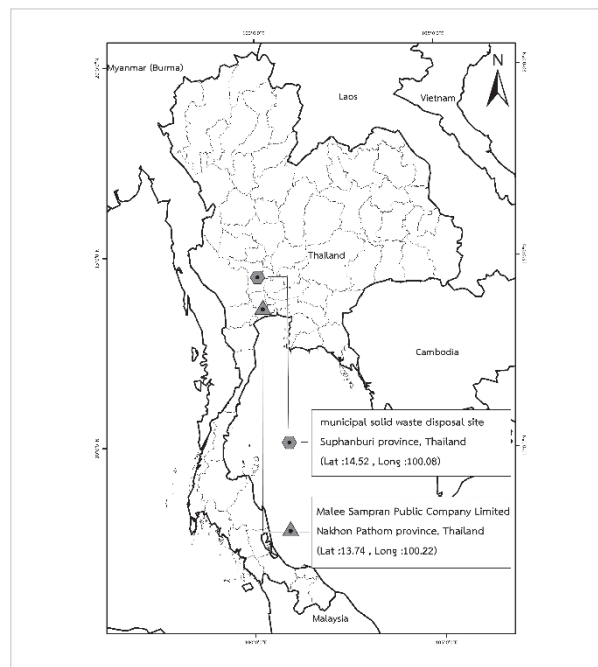 N
Myanmar (Burma)
Laos
Vietnam
Thailand
Cambodia
municipal solid waste disposal site
Suphanburi province, Thailand
(Lat :14.52 , Long :100.08)
Malee Sampran Public Company Limited
Nakhon Pathom province, Thailand
(Lat :13.74 , Long :100.22)
Malaysia